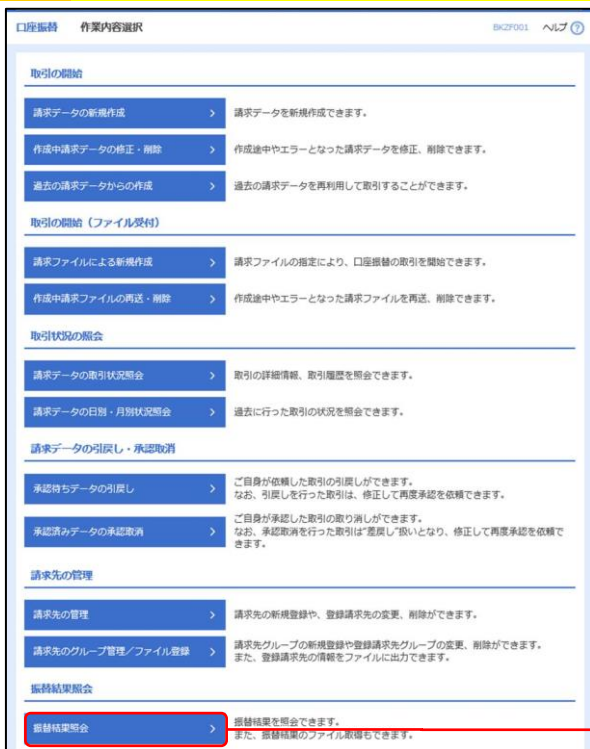 口座振替 作業内容選択 BKZF001 ヘルプ ?
取引の開始
請求データの新規作成 > 請求データを新規作成できます。
作成中請求データの修正・削除 > 作成途中やエラーとなった請求データを修正、削除できます。
過去の請求データからの作成 > 過去の請求データを再利用して取引することができます。
取引の開始（ファイル受付）
請求ファイルによる新規作成 > 請求ファイルの指定により、口座振替の取引を開始できます。
作成中請求ファイルの再送・削除 > 作成途中やエラーとなった請求ファイルを再送、削除できます。
取引状況の照会
請求データの取引状況照会 > 取引の詳細情報、取引履歴を照会できます。
請求データの日別・月別状況照会 > 過去に行った取引の状況を照会できます。
請求データの引戻し・承認取消
承認待ちデータの引戻し > ご自身が依頼した取引の引戻しができます。
なお、引戻しを行った取引は、修正して再度承認を依頼できます。
承認済みデータの承認取消 > ご自身が承認した取引の取り消しができます。
なお、承認取消を行った取引は"差戻し"扱いとなり、修正して再度承認を依頼で
きます。
請求先の管理
請求先の管理 > 請求先の新規登録や、登録請求先の変更、削除ができます。
請求先のグループ管理／ファイル登録 > 請求先グループの新規登録や登録請求先グループの変更、削除ができます。
また、登録請求先の情報をファイルに出力できます。
振替結果照会
振替結果照会 > 振替結果を照会できます。
また、振替結果のファイル取得もできます。